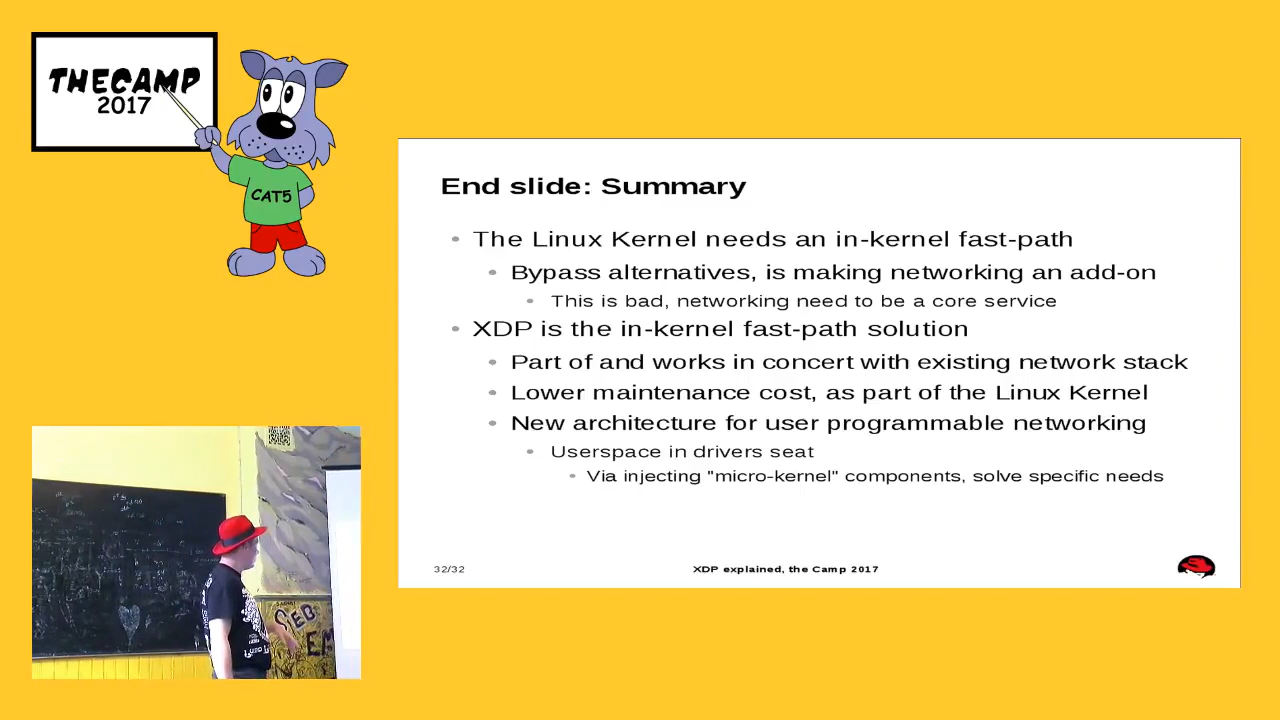 THECAMP
2017
CAT5
End slide: Summary
The Linux Kernel needs an in-kernel fast-path
Bypass alternatives, is making networking an add-on
This is bad, networking need to be a core service
XDP is the in-kernel fast-path solution
Part of and works in concert with existing network stack
Lower maintenance cost, as part of the Linux Kernel
New architecture for user programmable networking
Userspace in drivers seat
Via injecting "micro-kernel" components, solve specific needs
32/32
XDP explained, the Camp 2017